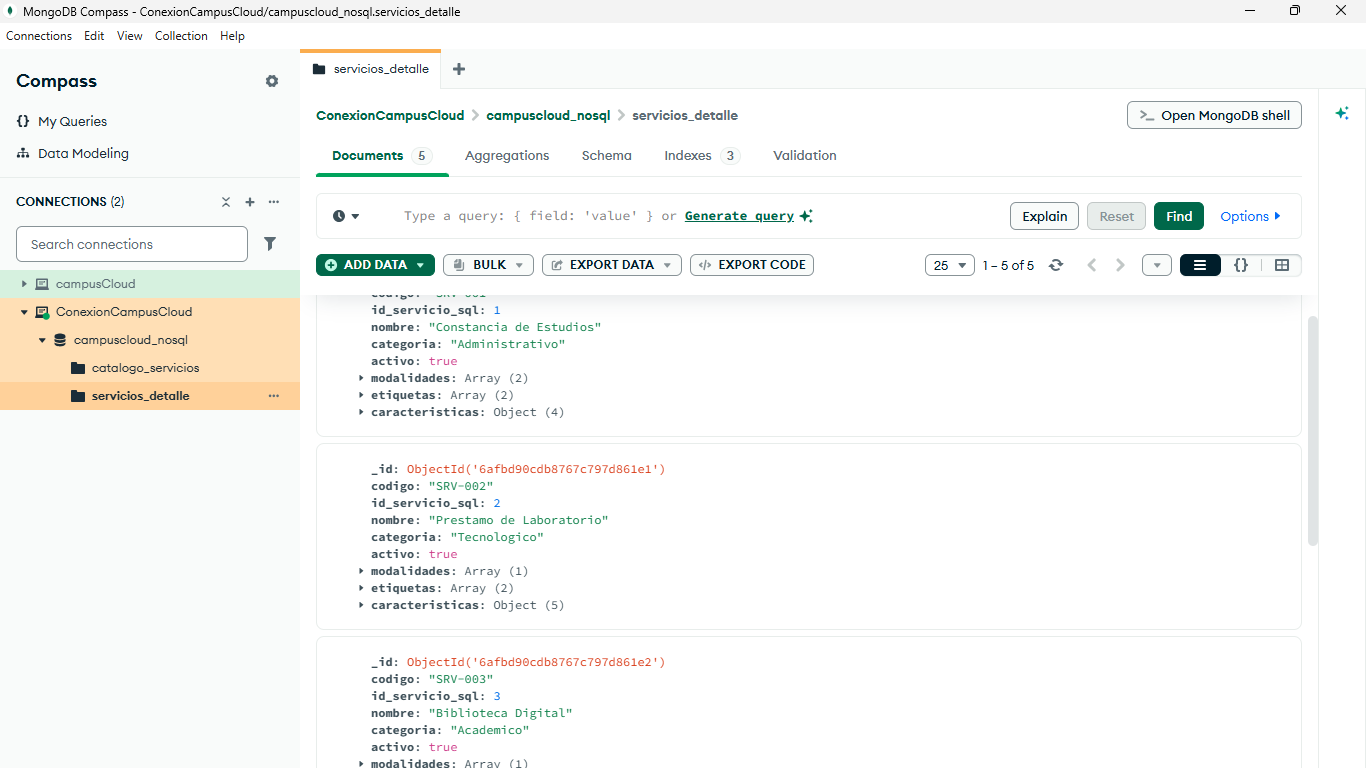 MongoDB Compass - ConexionCampusCloud/campuscloud_nosql.servicios_detalle
Connections Edit View Collection Help
Compass
My Queries
Data Modeling
CONNECTIONS (2)
Search connections
campusCloud
ConexionCampusCloud
campuscloud_nosql
catalogo_servicios
servicios_detalle
servicios_detalle
ConexionCampusCloud > campuscloud_nosql > servicios_detalle
>_ Open MongoDB shell
Documents 5 Aggregations Schema Indexes 3 Validation
Type a query: { field: 'value' } or Generate query
Explain Reset Find Options
ADD DATA BULK EXPORT DATA </> EXPORT CODE
25 1 – 5 of 5 {}
codigo: "SRV-001"
id_servicio_sql: 1
nombre: "Constancia de Estudios"
categoria: "Administrativo"
activo: true
modalidades: Array (2)
etiquetas: Array (2)
caracteristicas: Object (4)
_id: ObjectId('6afbd90cdb8767c797d861e1')
codigo: "SRV-002"
id_servicio_sql: 2
nombre: "Prestamo de Laboratorio"
categoria: "Tecnologico"
activo: true
modalidades: Array (1)
etiquetas: Array (2)
caracteristicas: Object (5)
_id: ObjectId('6afbd90cdb8767c797d861e2')
codigo: "SRV-003"
id_servicio_sql: 3
nombre: "Biblioteca Digital"
categoria: "Academico"
activo: true
modalidades: Array (1)